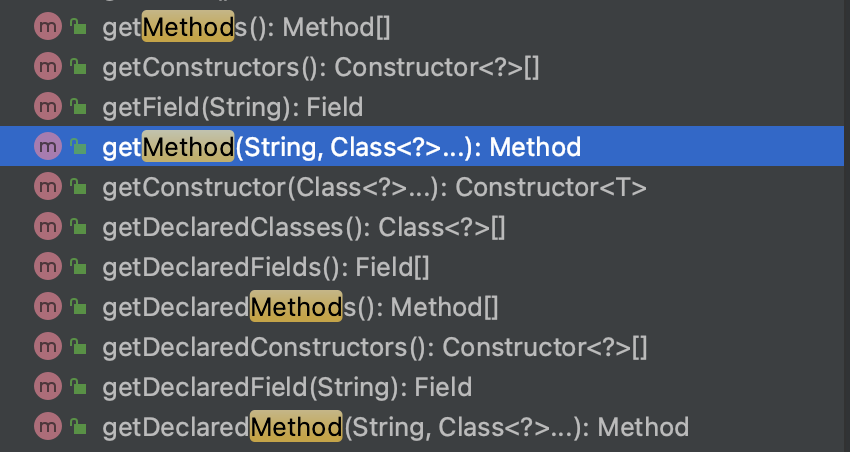 m getMethods(): Method[]
m getConstructors(): Constructor<?>[]
m getField(String): Field
m getMethod(String, Class<?>...): Method
m getConstructor(Class<?>...): Constructor<T>
m getDeclaredClasses(): Class<?>[]
m getDeclaredFields(): Field[]
m getDeclaredMethods(): Method[]
m getDeclaredConstructors(): Constructor<?>[]
m getDeclaredField(String): Field
m getDeclaredMethod(String, Class<?>...): Method